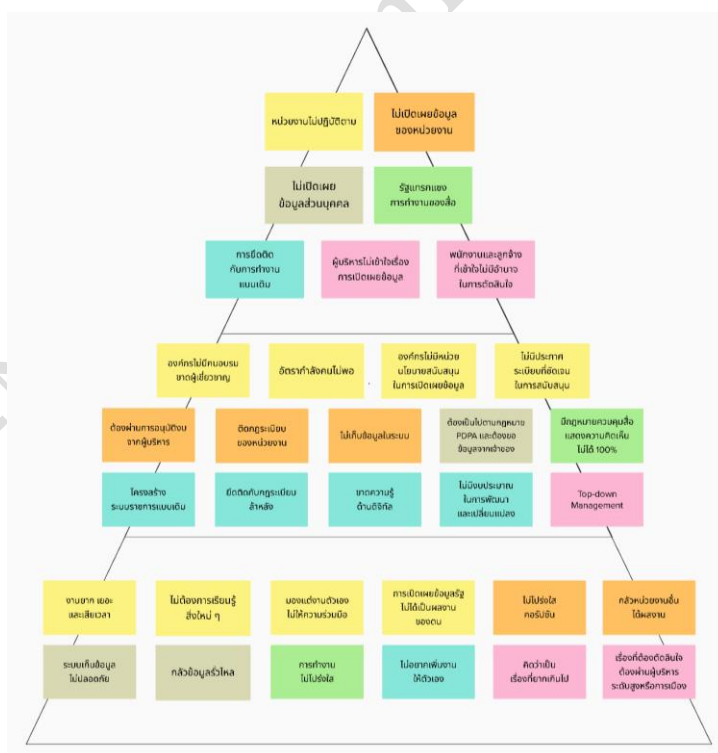 หน่วยงานไม่ปฏิบัติตาม
ไม่เปิดเผยข้อมูล
ของหน่วยงาน
ไม่เปิดเผย
ข้อมูลส่วนบุคคล
รัฐแทรกแซง
การทำงานของสื่อ
การยึดติด
กับการทำงาน
แบบเดิม
ผู้บริหารไม่เข้าใจเรื่อง
การเปิดเผยข้อมูล
พนักงานและลูกจ้าง
ที่เข้าใจไม่มีอำนาจ
ในการตัดสินใจ
องค์กรไม่มีคนอบรม
ขาดผู้เชี่ยวชาญ
อัตรากำลังคนไม่พอ
องค์กรไม่มีหน่วย
นโยบายสนับสนุน
ในการเปิดเผยข้อมูล
ไม่มีประกาศ
ระเบียบที่ชัดเจน
ในการสนับสนุน
ต้องผ่านการอนุมัติงบ
จากผู้บริหาร
ติดกฎระเบียบ
ของหน่วยงาน
ไม่เก็บข้อมูลในระบบ
ต้องเป็นไปตามกฎหมาย
PDPA และต้องขอ
ข้อมูลจากเจ้าของ
มีกฎหมายควบคุมสื่อ
แสดงความคิดเห็น
ไม่ได้ 100%
โครงสร้าง
ระบบราชการแบบเดิม
ยึดติดกับกฎระเบียบ
ล้าหลัง
ขาดความรู้
ด้านดิจิทัล
ไม่มีงบประมาณ
ในการพัฒนา
และเปลี่ยนแปลง
Top-down
Management
งานยาก เยอะ
และเสียเวลา
ไม่ต้องการเรียนรู้
สิ่งใหม่ ๆ
มองแต่งานตัวเอง
ไม่ให้ความร่วมมือ
การเปิดเผยข้อมูลรัฐ
ไม่ได้เป็นผลงาน
ของตน
ไม่โปร่งใส
คอรัปชัน
กลัวหน่วยงานอื่น
ได้ผลงาน
ระบบเก็บข้อมูล
ไม่ปลอดภัย
กลัวข้อมูลรั่วไหล
การทำงาน
ไม่โปร่งใส
ไม่อยากเพิ่มงาน
ให้ตัวเอง
คิดว่าเป็น
เรื่องที่ยากเกินไป
เรื่องที่ต้องตัดสินใจ
ต้องผ่านผู้บริหาร
ระดับสูงหรือการเมือง